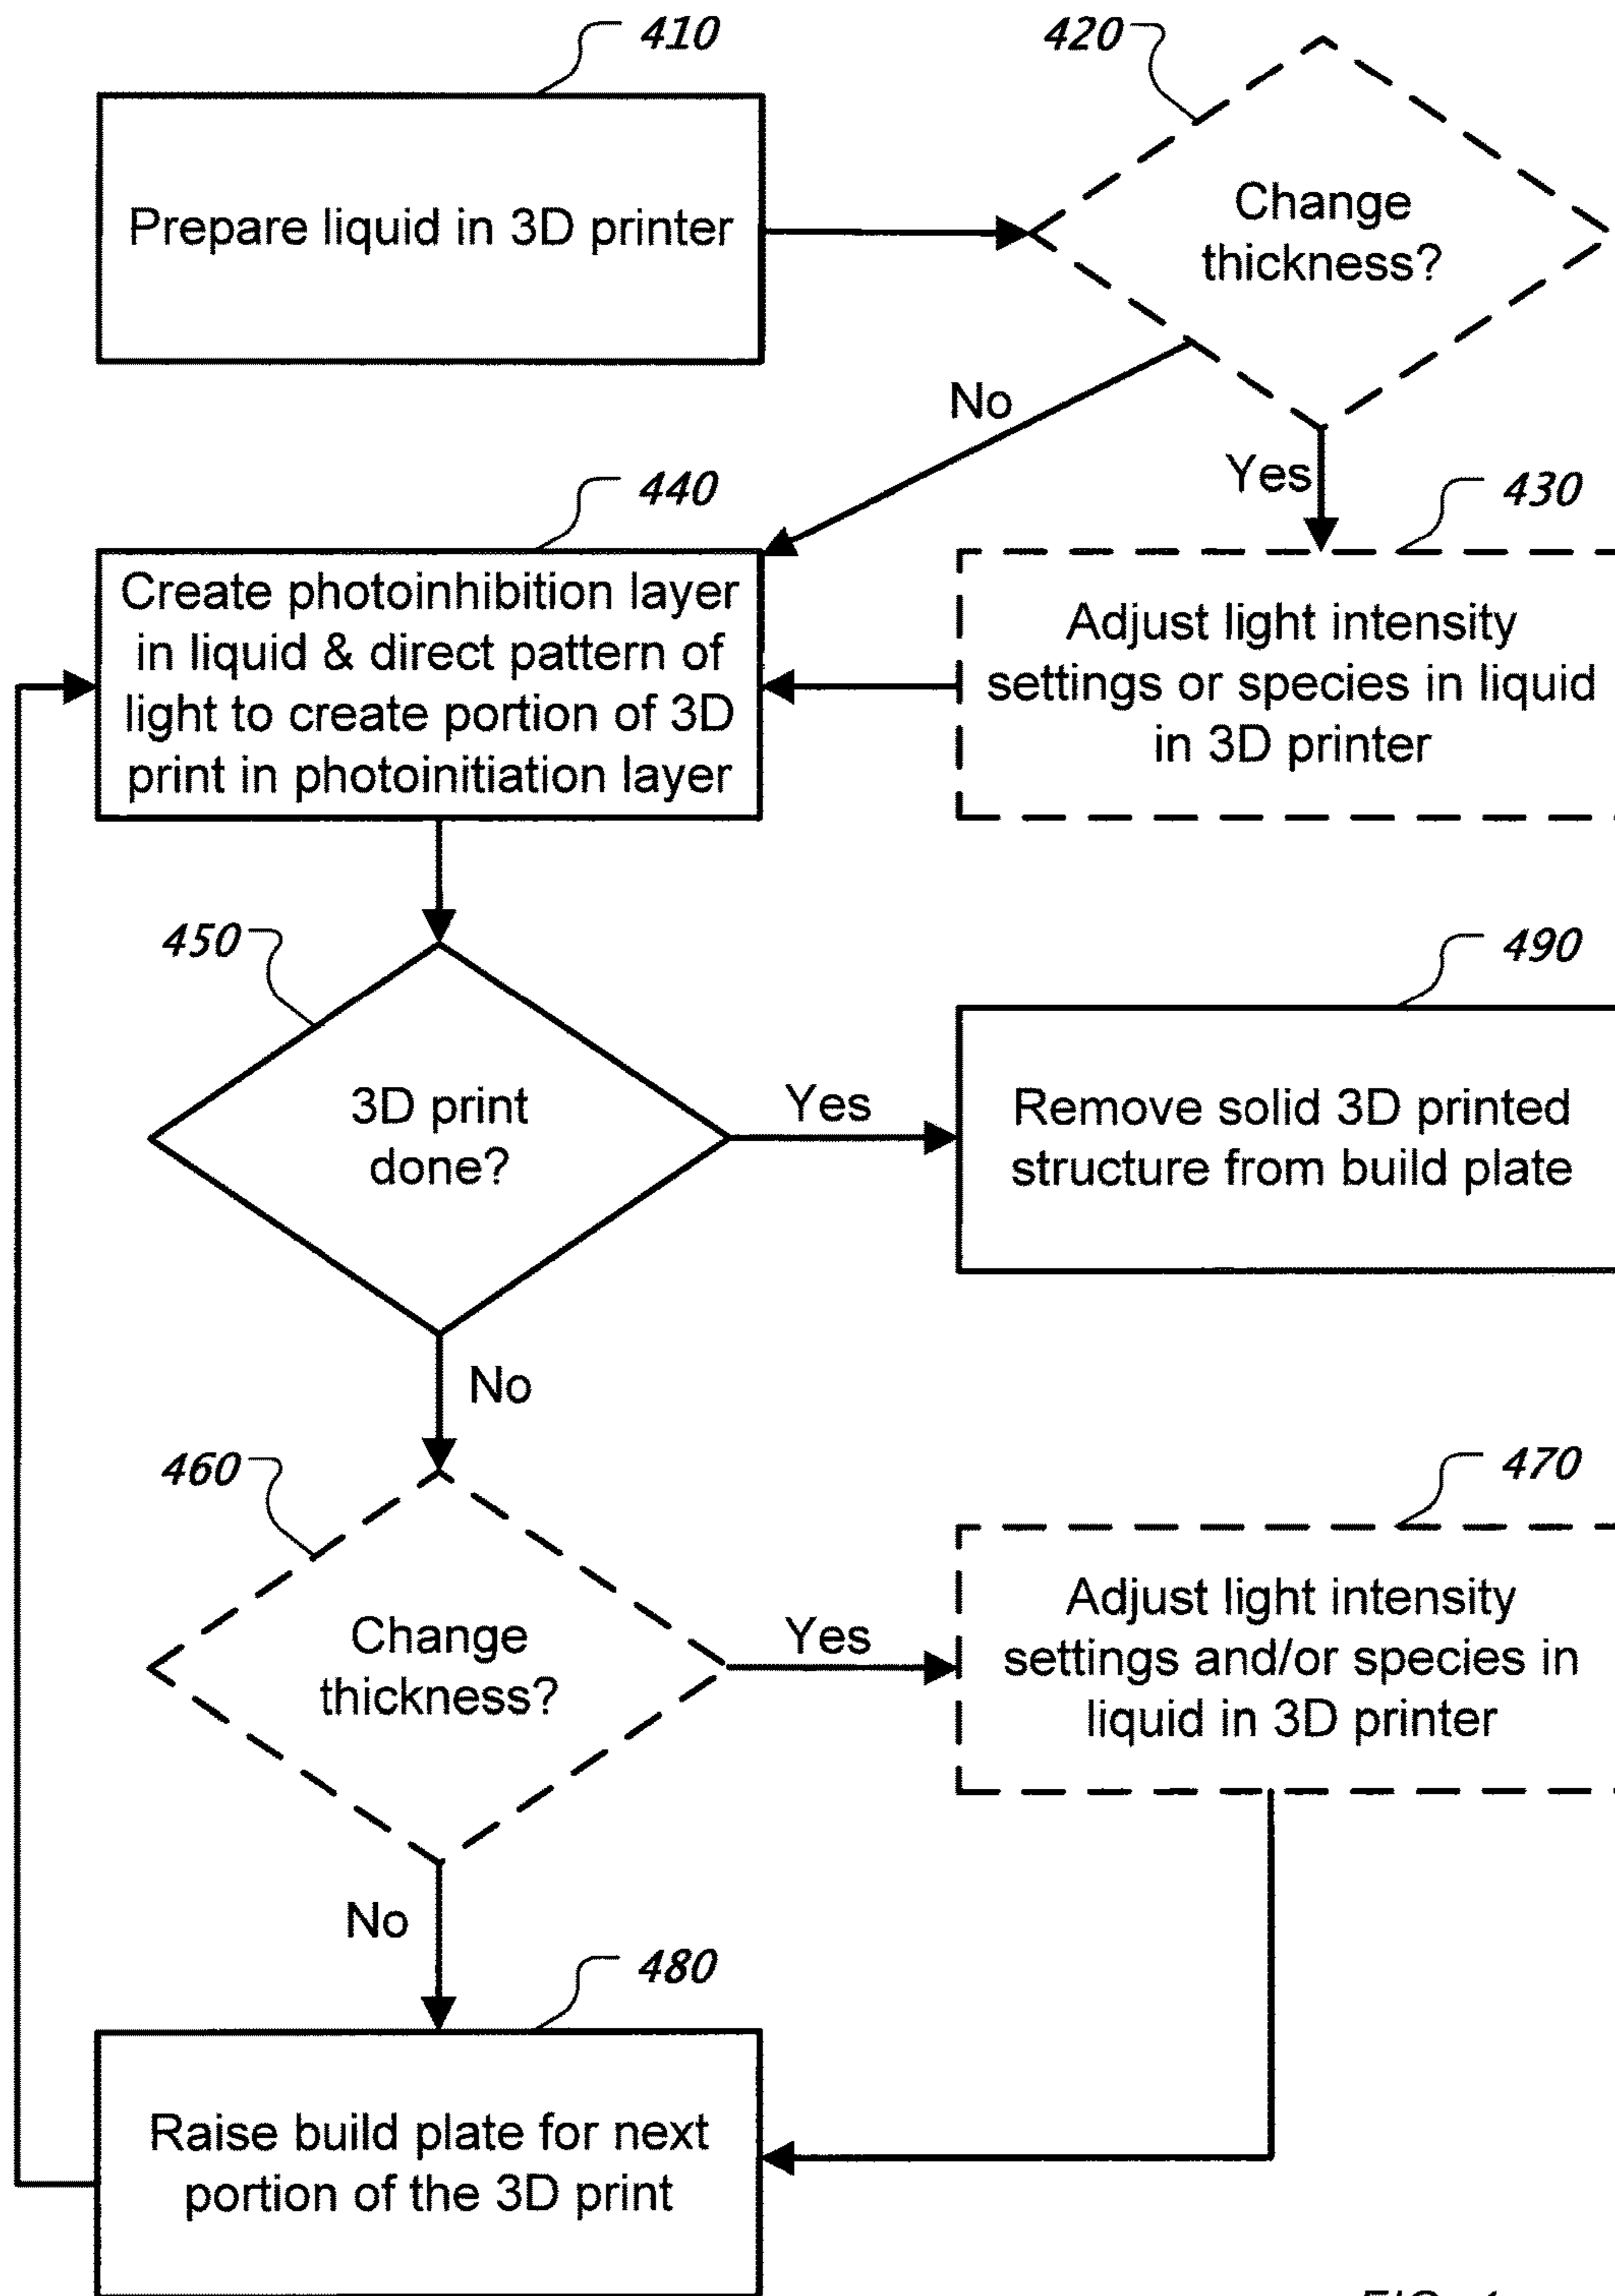 410
420
Prepare liquid in 3D printer
Change
thickness?
No
Yes
440
430
Create photoinhibition layer
in liquid & direct pattern of
light to create portion of 3D
print in photoinitiation layer
Adjust light intensity
settings or species in liquid
in 3D printer
450
490
3D print
done?
Yes
Remove solid 3D printed
structure from build plate
No
460
470
Change
thickness?
Yes
Adjust light intensity
settings and/or species in
liquid in 3D printer
No
480
Raise build plate for next
portion of the 3D print